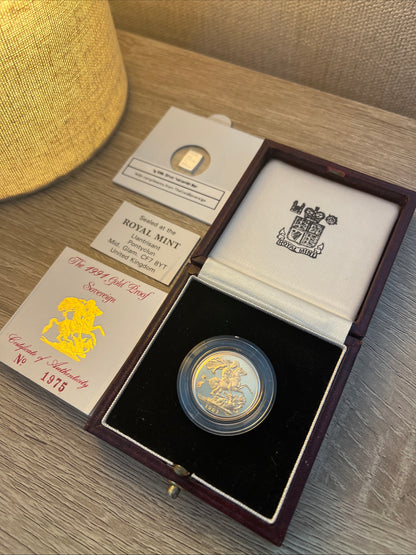 Sealed at the
ROYAL MINT
Llantrisant
Pontyclun
Mid. Glam. CF7 8YT
United Kingdom
The 1991 Gold Proof
Sovereign
Certificate of Authenticity
No 1975
ROYAL MINT
1991